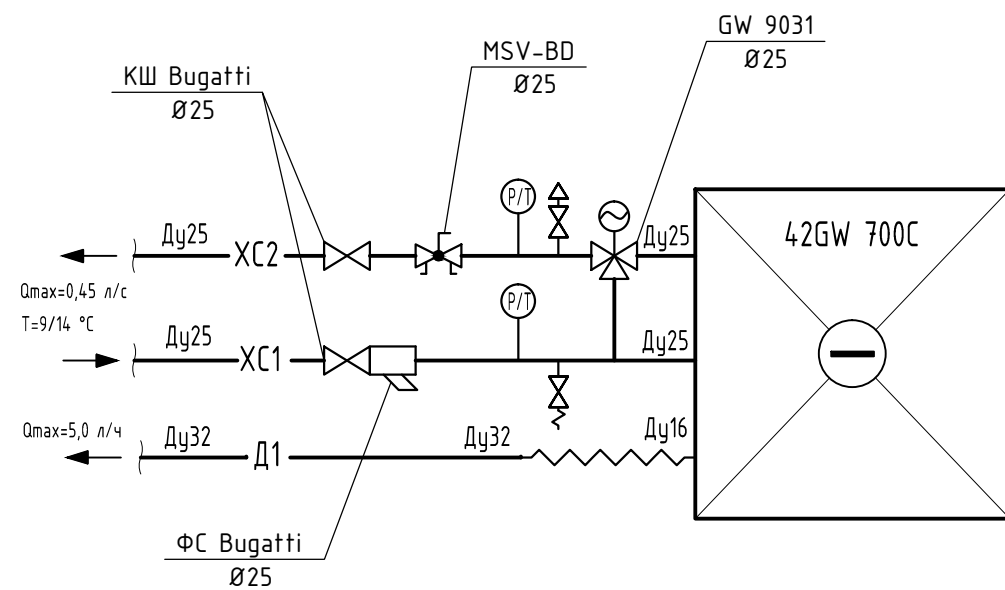 GW 9031
Ø25
MSV-BD
Ø25
КШ Bugatti
Ø25
P/T
Ду25
ХС2
Ду25
42GW 700C
Qmax=0,45 л/с
T=9/14 °C
P/T
Ду25
ХС1
Ду25
Qmax=5,0 л/ч
Ду32
Д1
Ду32
Ду16
ФС Bugatti
Ø25